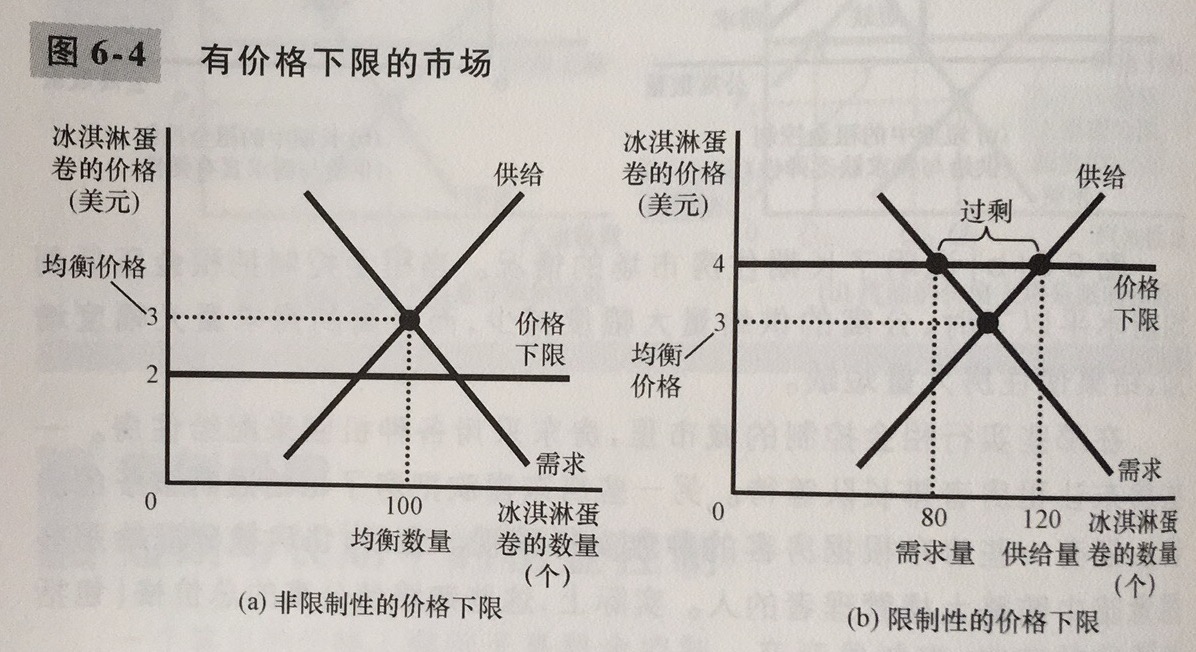 图 6-4 有价格下限的市场
冰淇淋蛋
卷的价格
(美元)
供给
均衡价格
3
价格
下限
2
需求
0
100
均衡数量
冰淇淋蛋
卷的数量
(个)
(a) 非限制性的价格下限
冰淇淋蛋
卷的价格
(美元)
供给
过剩
4
价格
下限
3
均衡
价格
需求
0
80
需求量
120
供给量
冰淇淋蛋
卷的数量
(个)
(b) 限制性的价格下限